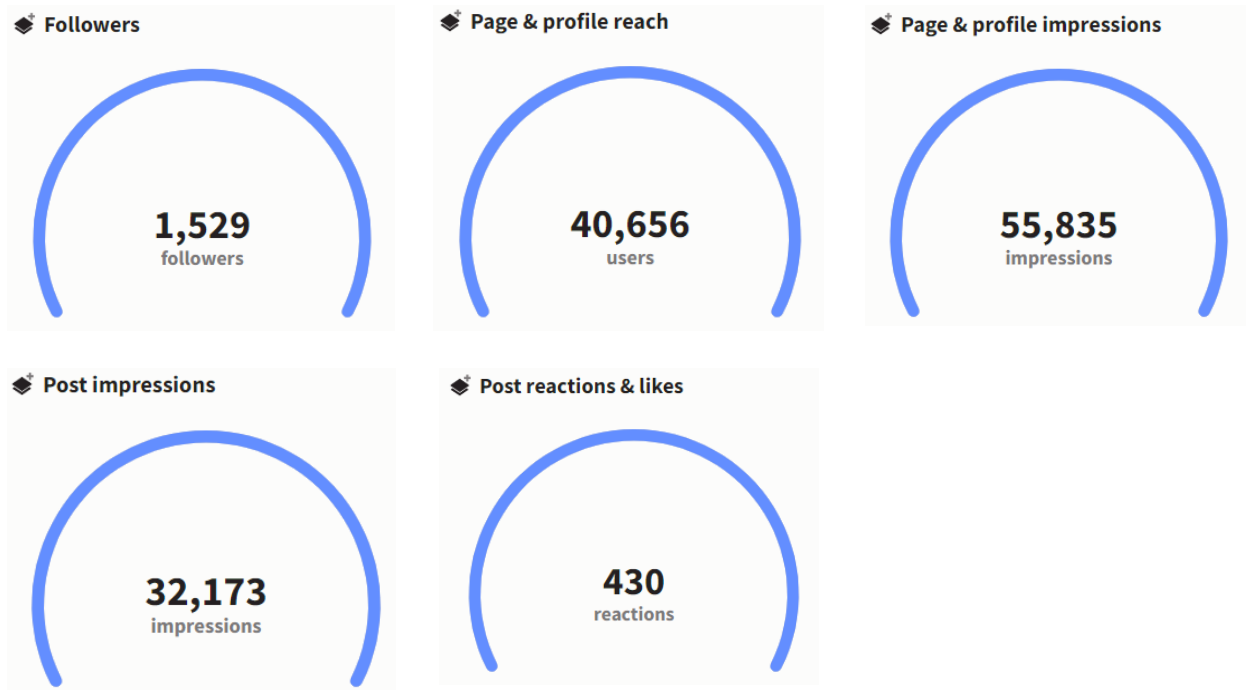 Followers
1,529
followers
Page & profile reach
40,656
users
Page & profile impressions
55,835
impressions
Post impressions
32,173
impressions
Post reactions & likes
430
reactions